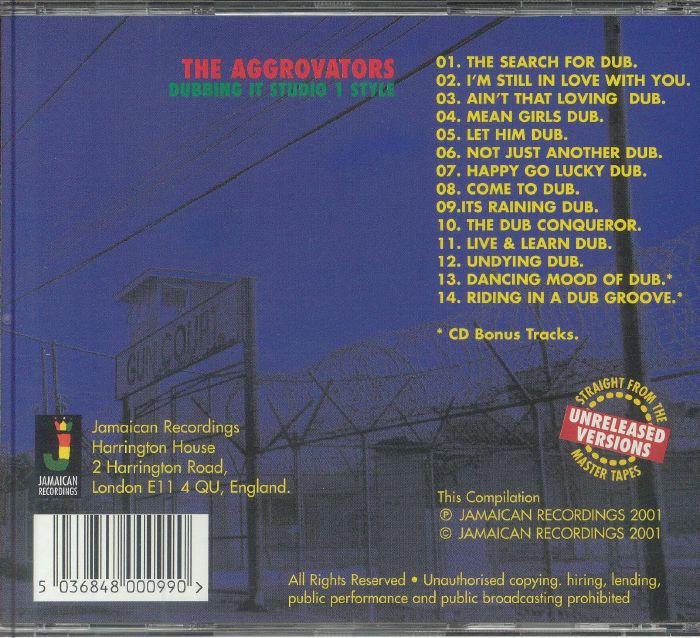 THE AGGROVATORS
DUBBING IT STUDIO 1 STYLE
01. THE SEARCH FOR DUB.
02. I'M STILL IN LOVE WITH YOU.
03. AIN'T THAT LOVING DUB.
04. MEAN GIRLS DUB.
05. LET HIM DUB.
06. NOT JUST ANOTHER DUB.
07. HAPPY GO LUCKY DUB.
08. COME TO DUB.
09.ITS RAINING DUB.
10. THE DUB CONQUEROR.
11. LIVE & LEARN DUB.
12. UNDYING DUB.
13. DANCING MOOD OF DUB.*
14. RIDING IN A DUB GROOVE.*
* CD Bonus Tracks.
GUN COURT
STRAIGHT FROM THE
UNRELEASED
VERSIONS
MASTER TAPES
JAMAICAN
RECORDINGS
Jamaican Recordings
Harrington House
2 Harrington Road,
London E11 4 QU, England.
This Compilation
℗ JAMAICAN RECORDINGS 2001
© JAMAICAN RECORDINGS 2001
5 036848 000990 >
All Rights Reserved • Unauthorised copying. hiring, lending,
public performance and public broadcasting prohibited